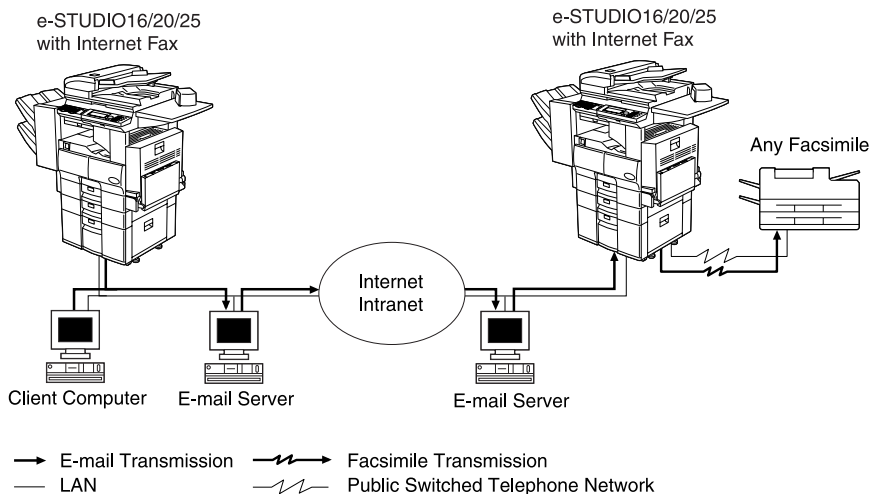 e-STUDIO16/20/25
with Internet Fax
e-STUDIO16/20/25
with Internet Fax
Any Facsimile
Internet
Intranet
Client Computer
E-mail Server
E-mail Server
E-mail Transmission
Facsimile Transmission
LAN
Public Switched Telephone Network